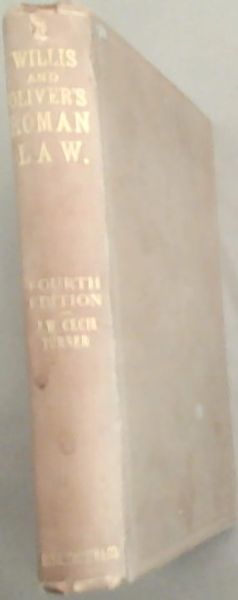 WILLIS
AND
OLIVER'S
ROMAN
LAW.
FOURTH
EDITION
J.W. CECIL
TURNER